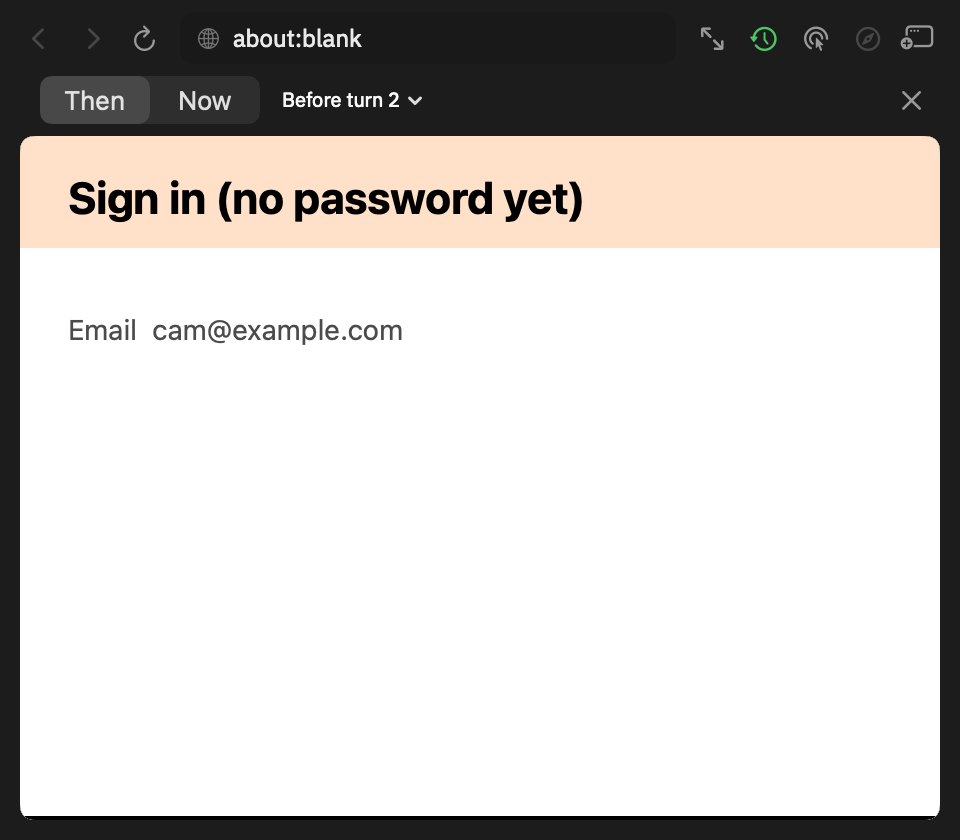 about:blank
Then Now Before turn 2
Sign in (no password yet)
Email cam@example.com